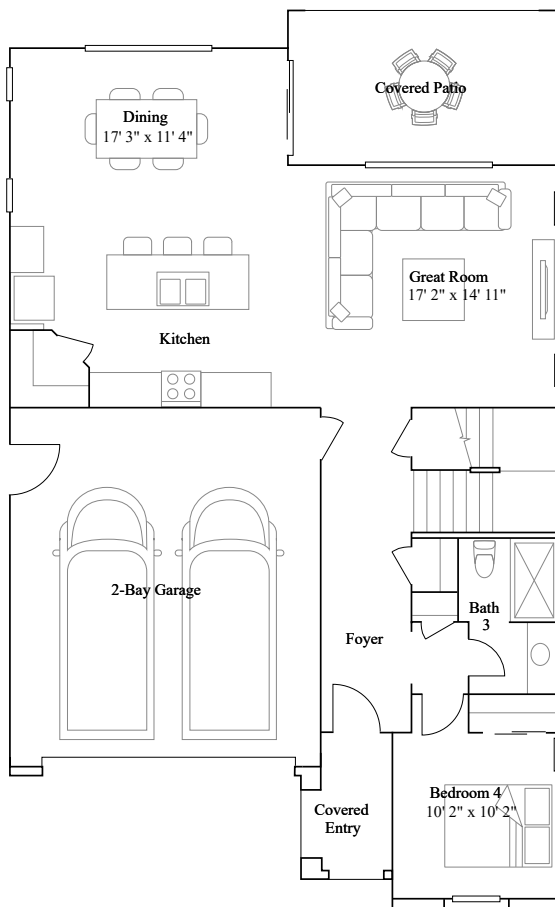 Covered Patio
Dining
17' 3" x 11' 4"
Great Room
17' 2" x 14' 11"
Kitchen
2-Bay Garage
Bath
3
Foyer
Bedroom 4
10' 2" x 10' 2"
Covered
Entry